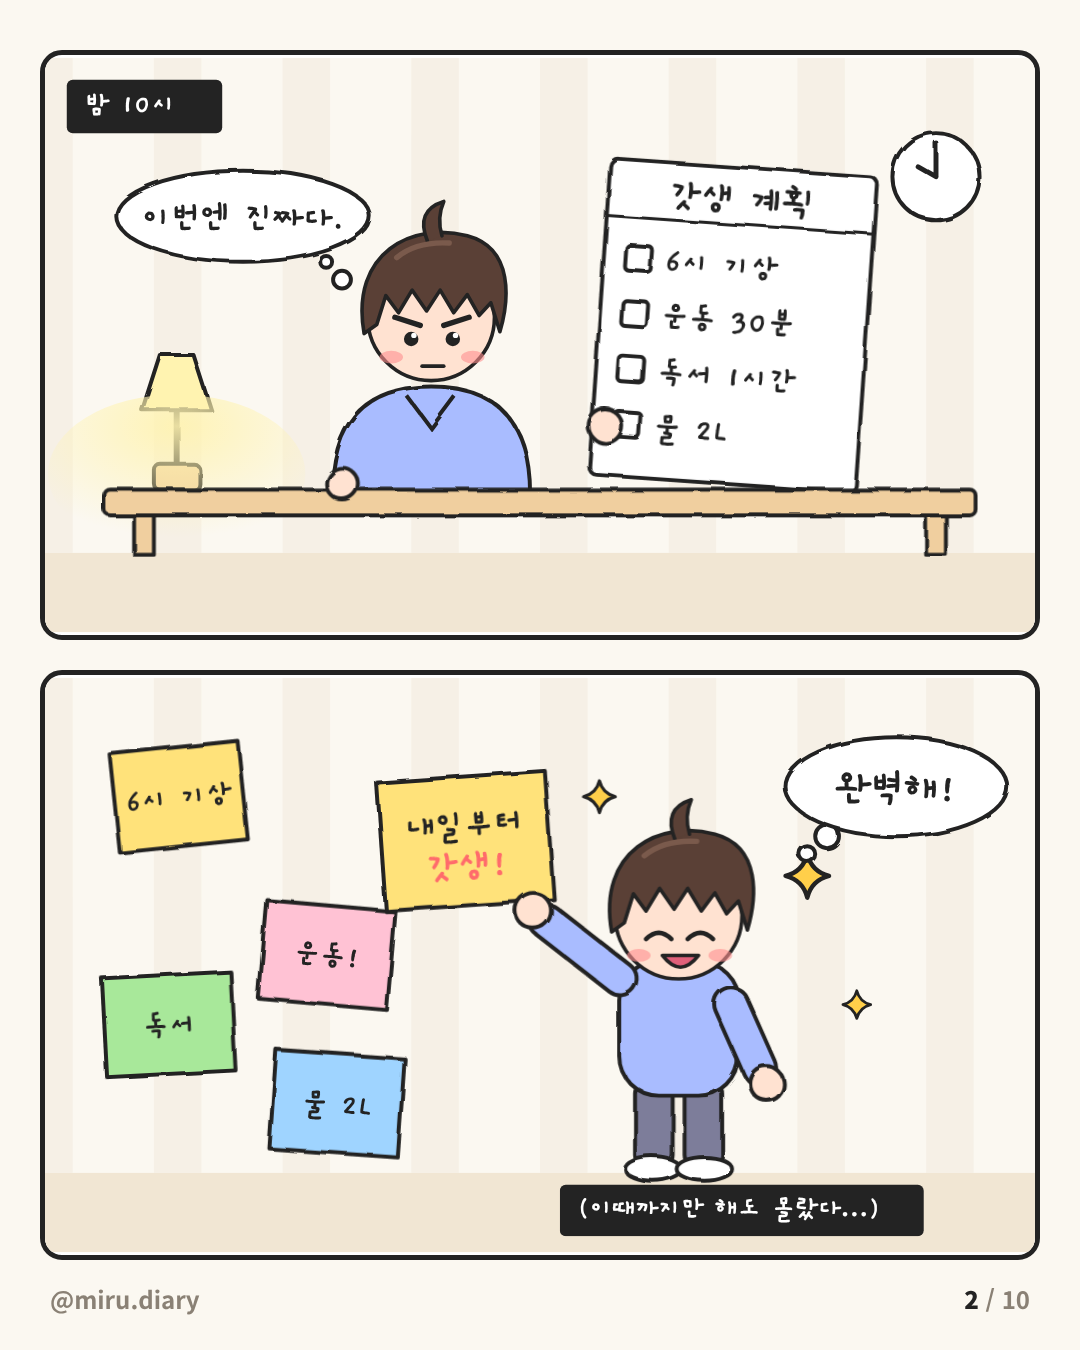 밤 10시
이번엔 진짜다.
갓생 계획
6시 기상
운동 30분
독서 1시간
물 2L
6시 기상
내일부터
갓생!
완벽해!
운동!
독서
물 2L
(이때까지만 해도 몰랐다...)
@miru.diary
2 / 10